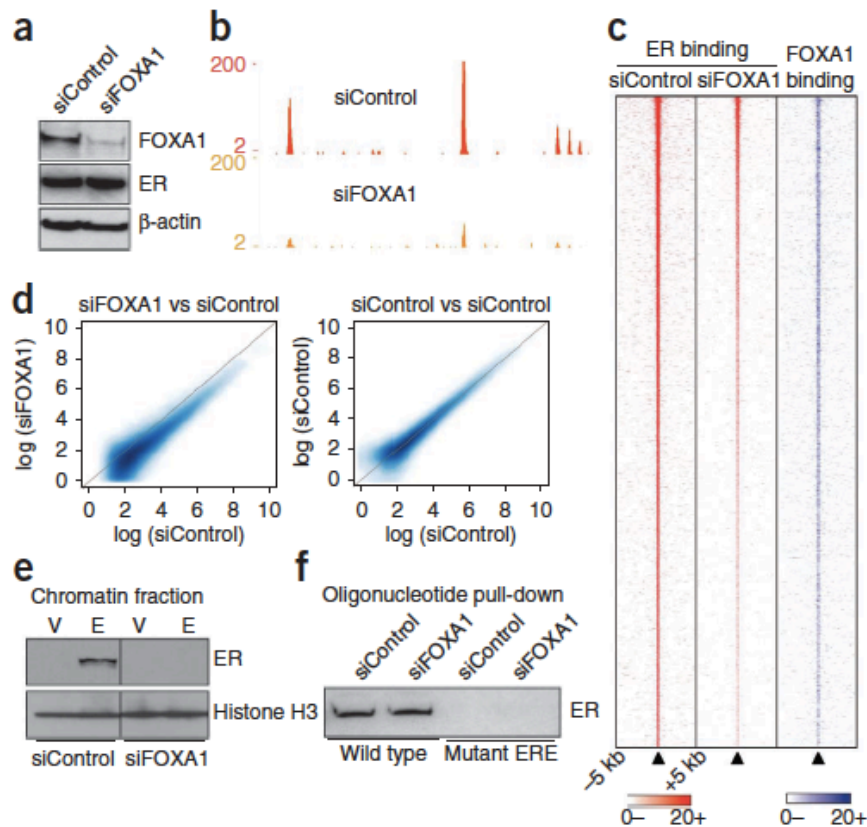 a
siControl
siFOXA1
FOXA1
ER
β-actin
b
200
siControl
2
200
siFOXA1
2
c
ER binding
FOXA1
siControl
siFOXA1
binding
–5 kb
+5 kb
0–
20+
0–
20+
d
siFOXA1 vs siControl
log (siFOXA1)
10
8
6
4
2
0
0
2
4
6
8
10
log (siControl)
siControl vs siControl
log (siControl)
10
8
6
4
2
0
0
2
4
6
8
10
log (siControl)
e
Chromatin fraction
V
E
V
E
ER
Histone H3
siControl
siFOXA1
f
Oligonucleotide pull-down
siControl
siFOXA1
siControl
siFOXA1
ER
Wild type
Mutant ERE